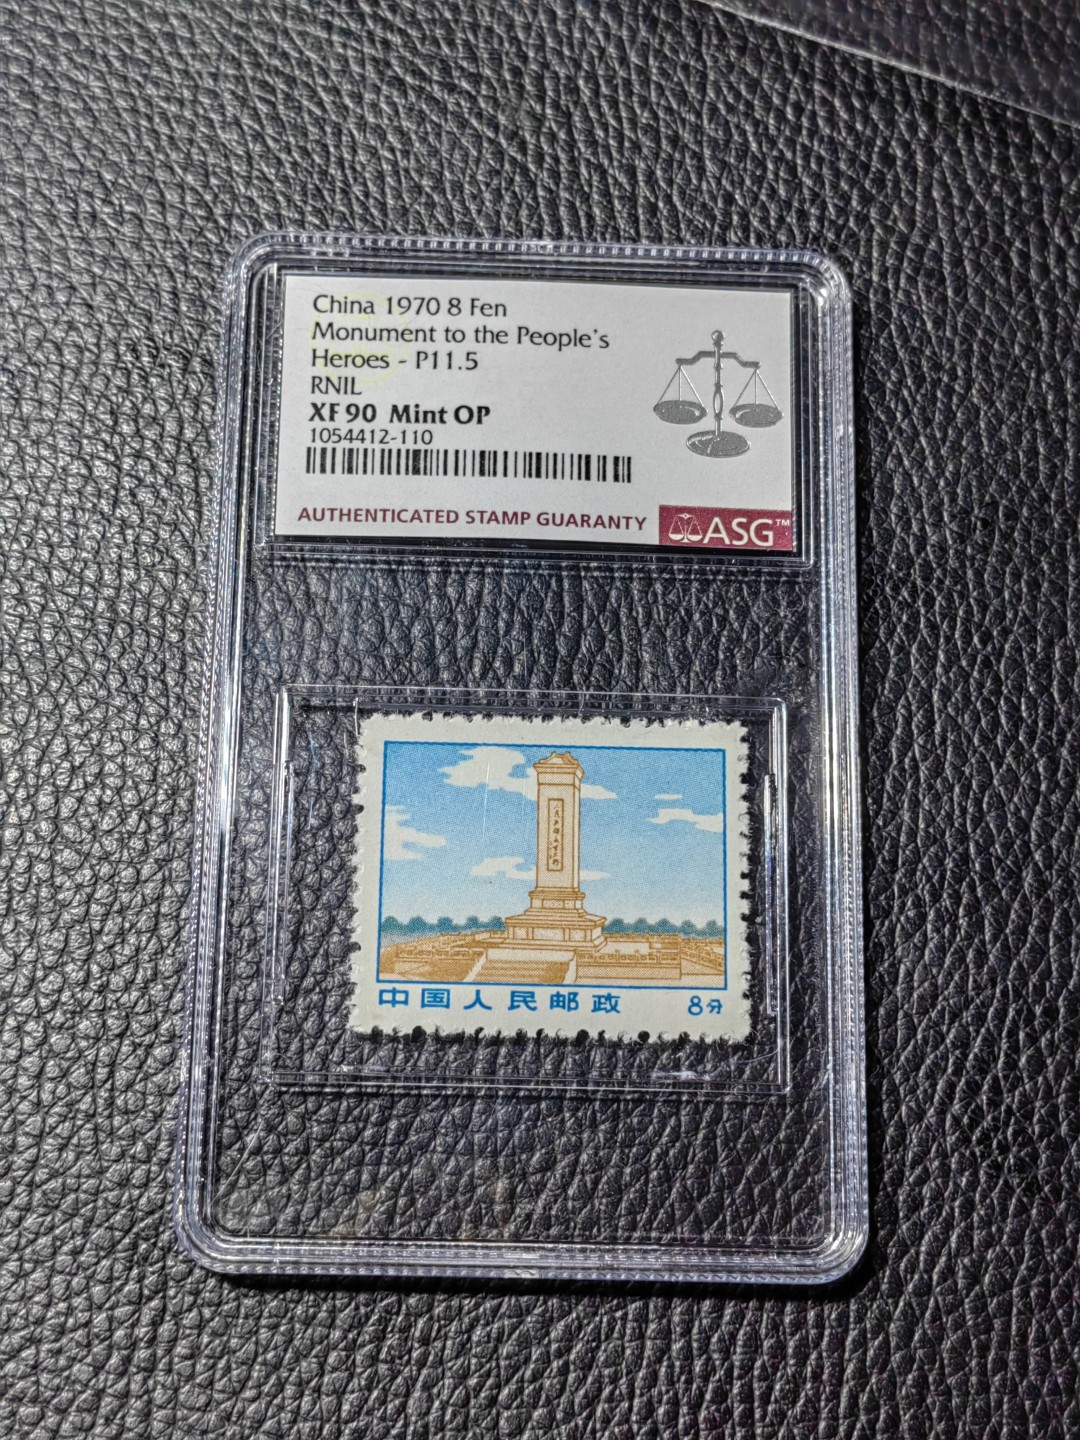 China 1970 8 Fen
Monument to the People's
Heroes - P11.5
RNIL
XF 90 Mint OP
1054412-110
AUTHENTICATED STAMP GUARANTY
ASG™
中国人民邮政 8分